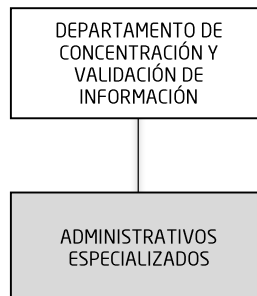 DEPARTAMENTO DE
CONCENTRACIÓN Y
VALIDACIÓN DE
INFORMACIÓN
ADMINISTRATIVOS
ESPECIALIZADOS